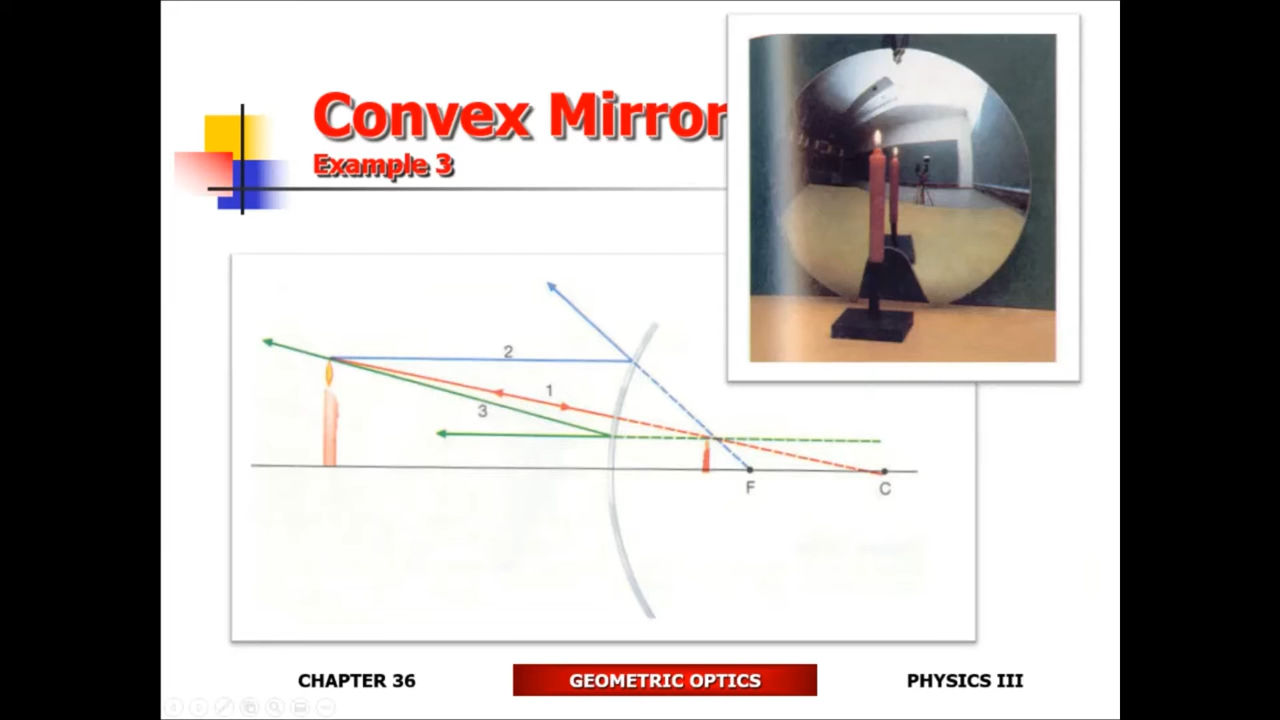 Convex Mirror
Example 3
2
1
3
F
C
CHAPTER 36
GEOMETRIC OPTICS
PHYSICS III